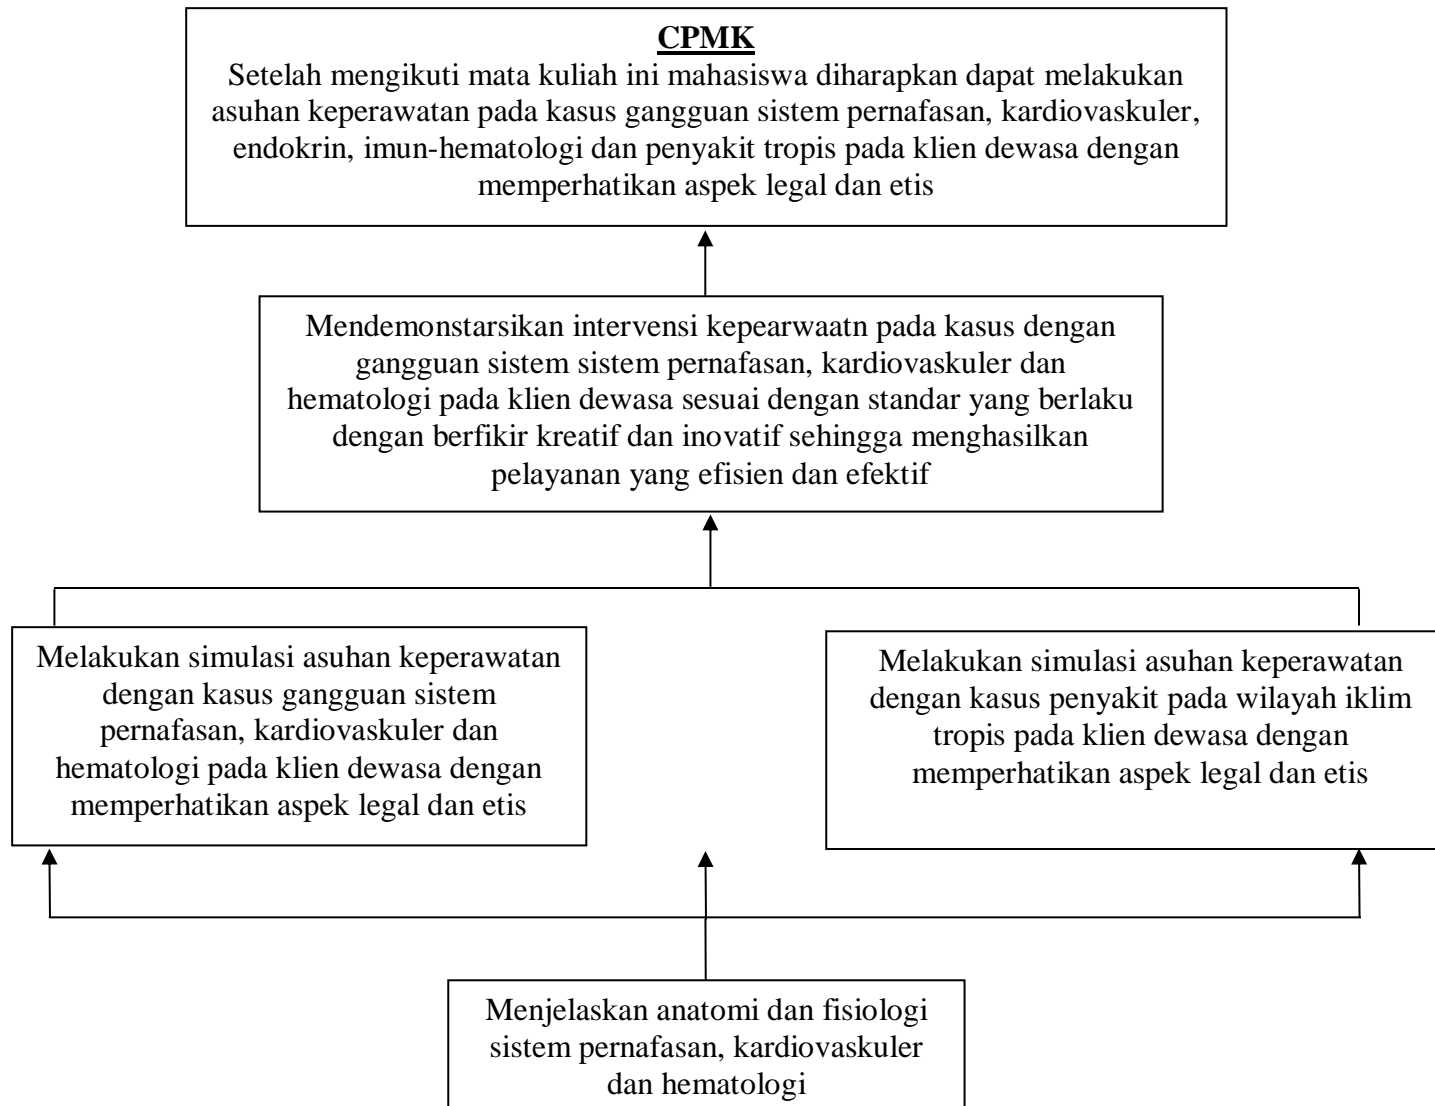 CPMK
Setelah mengikuti mata kuliah ini mahasiswa diharapkan dapat melakukan
asuhan keperawatan pada kasus gangguan sistem pernafasan, kardiovaskuler,
endokrin, imun-hematologi dan penyakit tropis pada klien dewasa dengan
memperhatikan aspek legal dan etis
Mendemonstarsikan intervensi kepearwaatn pada kasus dengan
gangguan sistem sistem pernafasan, kardiovaskuler dan
hematologi pada klien dewasa sesuai dengan standar yang berlaku
dengan berfikir kreatif dan inovatif sehingga menghasilkan
pelayanan yang efisien dan efektif
Melakukan simulasi asuhan keperawatan
dengan kasus gangguan sistem
pernafasan, kardiovaskuler dan
hematologi pada klien dewasa dengan
memperhatikan aspek legal dan etis
Melakukan simulasi asuhan keperawatan
dengan kasus penyakit pada wilayah iklim
tropis pada klien dewasa dengan
memperhatikan aspek legal dan etis
Menjelaskan anatomi dan fisiologi
sistem pernafasan, kardiovaskuler
dan hematologi